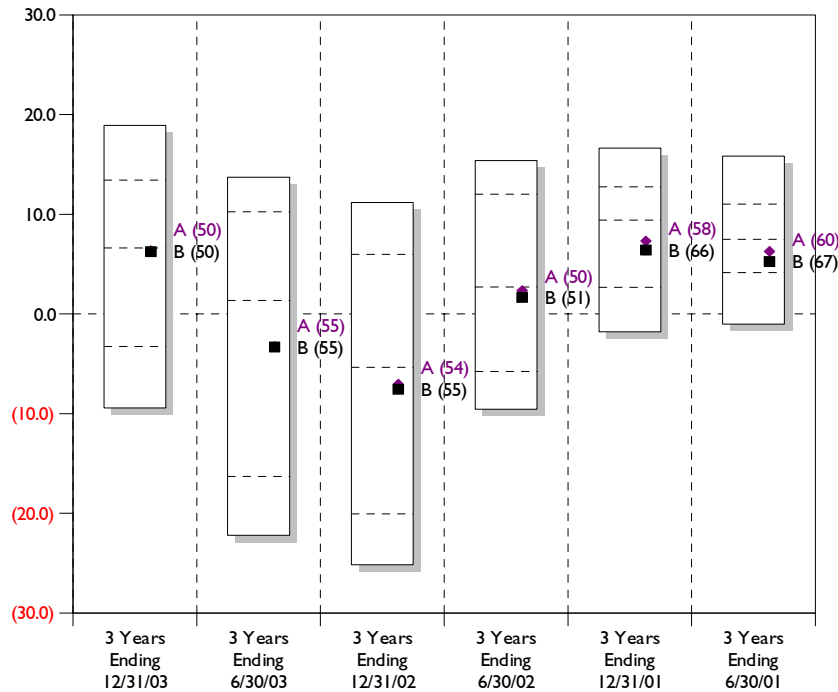 30.0
20.0
A (50)
B (50)
A (58)
B (66)
A (60)
B (67)
10.0
A (50)
B (51)
0.0
A (55)
B (55)
A (54)
B (55)
(10.0)
(20.0)
(30.0)
3 Years
Ending
12/31/03
3 Years
Ending
6/30/03
3 Years
Ending
12/31/02
3 Years
Ending
6/30/02
3 Years
Ending
12/31/01
3 Years
Ending
6/30/01